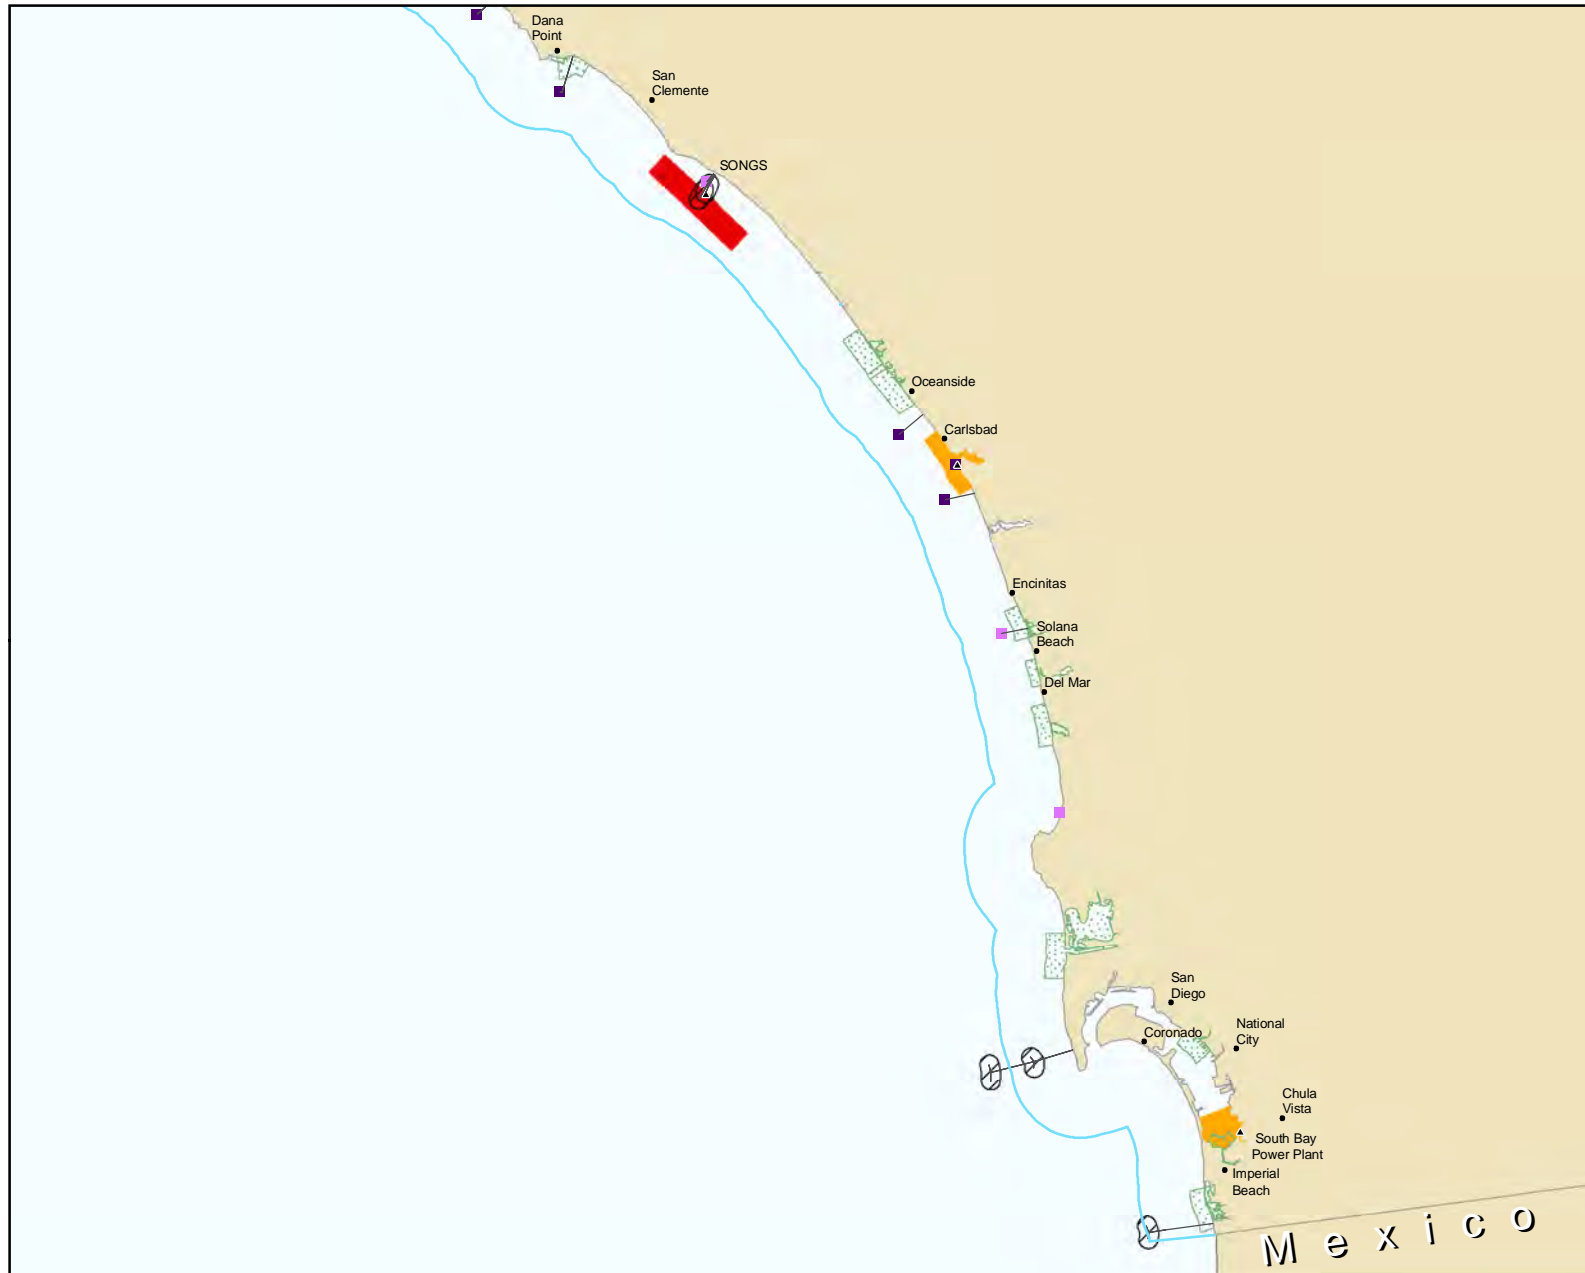 Dana
Point
San
Clemente
SONGS
Oceanside
Carlsbad
Encinitas
Solana
Beach
Del Mar
San
Diego
Coronado
National
City
Chula
Vista
South Bay
Power Plant
Imperial
Beach
Mexico